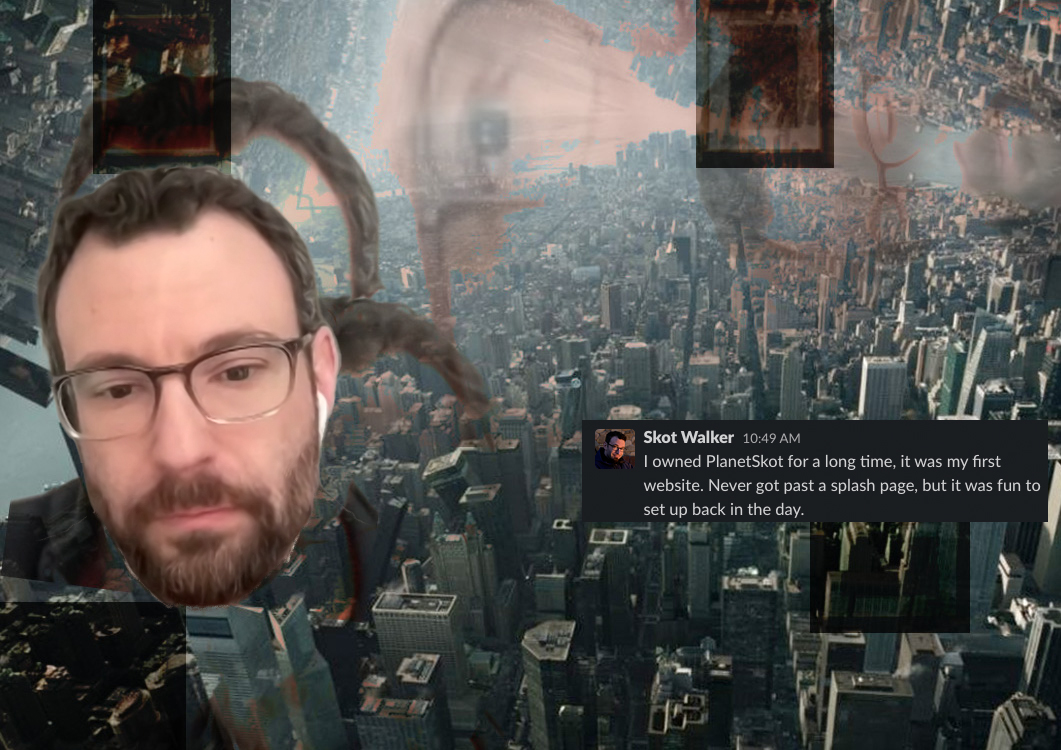 Skot Walker 10:49 AM
I owned PlanetSkot for a long time, it was my first
website. Never got past a splash page, but it was fun to
set up back in the day.